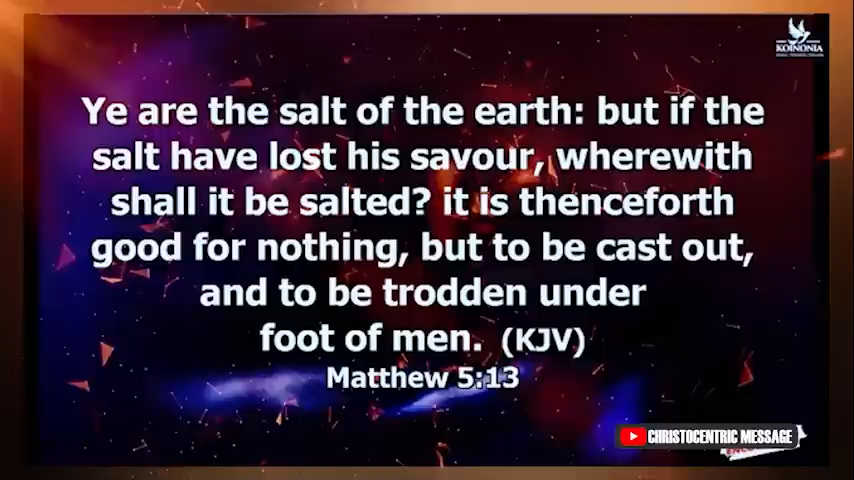 KOINONIA
Ye are the salt of the earth: but if the
salt have lost his savour, wherewith
shall it be salted? it is thenceforth
good for nothing, but to be cast out,
and to be trodden under
foot of men. (KJV)
Matthew 5:13
CHRISTOCENTRIC MESSAGE